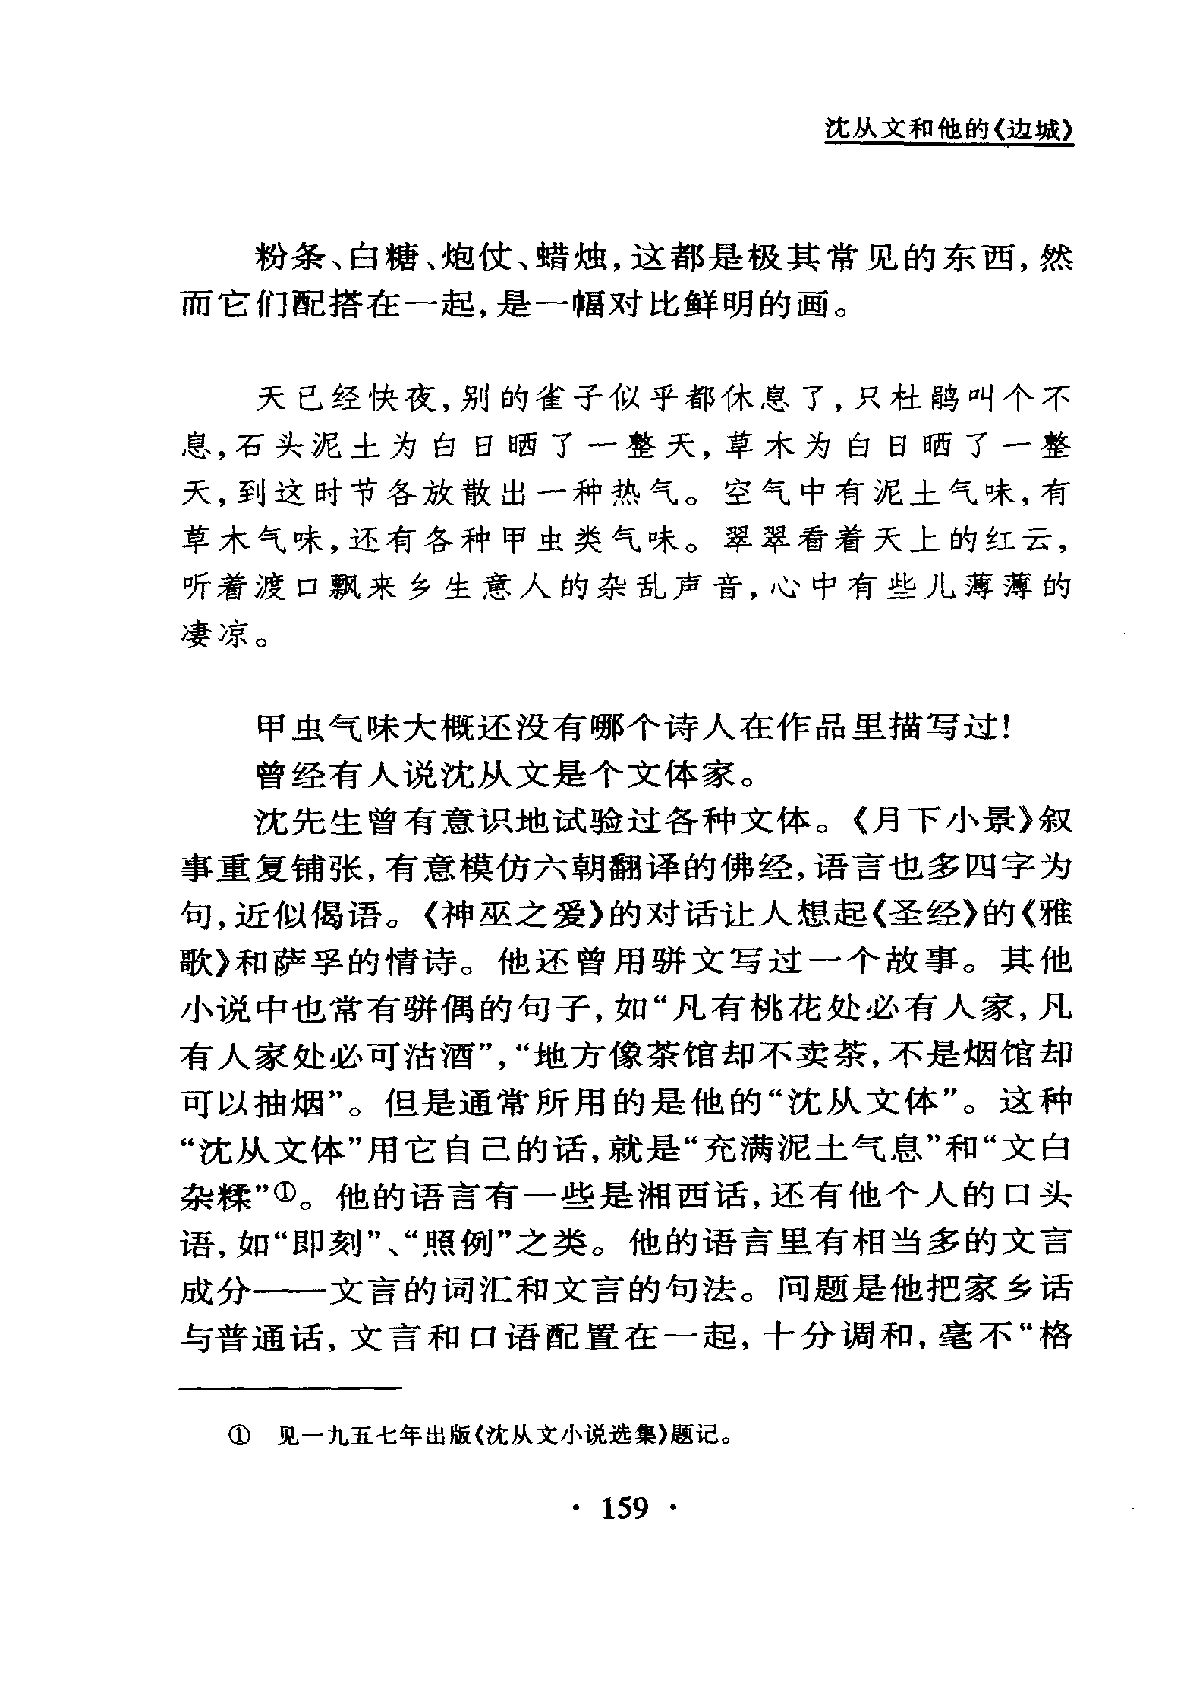 沈从文和他的《边城》
粉条、白糖、炮仗、蜡烛,这都是极其常见的东西,然
而它们配搭在一起,是一幅对比鲜明的画。
天已经快夜,别的雀子似乎都休息了,只杜鹃叫个不
息,石头泥土为白日晒了一整天,草木为白日晒了一整
天,到这时节各放散出一种热气。空气中有泥土气味,有
草木气味,还有各种甲虫类气味。翠翠看着天上的红云,
听着渡口飘来乡生意人的杂乱声音,心中有些儿薄薄的
凄凉。
甲虫气味大概还没有哪个诗人在作品里描写过!
曾经有人说沈从文是个文体家。
沈先生曾有意识地试验过各种文体。《月下小景》叙
事重复铺张,有意模仿六朝翻译的佛经,语言也多四字为
句,近似偈语。《神巫之爱》的对话让人想起《圣经》的《雅
歌》和萨孚的情诗。他还曾用骈文写过一个故事。其他
小说中也常有骈偶的句子,如“凡有桃花处必有人家,凡
有人家处必可沽酒”,“地方像茶馆却不卖茶,不是烟馆却
可以抽烟”。但是通常所用的是他的“沈从文体”。这种
“沈从文体”用它自己的话,就是“充满泥土气息”和“文白
杂糅”①。他的语言有一些是湘西话,还有他个人的口头
语,如“即刻”、“照例”之类。他的语言里有相当多的文言
成分——文言的词汇和文言的句法。问题是他把家乡话
与普通话,文言和口语配置在一起,十分调和,毫不“格
① 见一九五七年出版《沈从文小说选集》题记。
· 159 ·